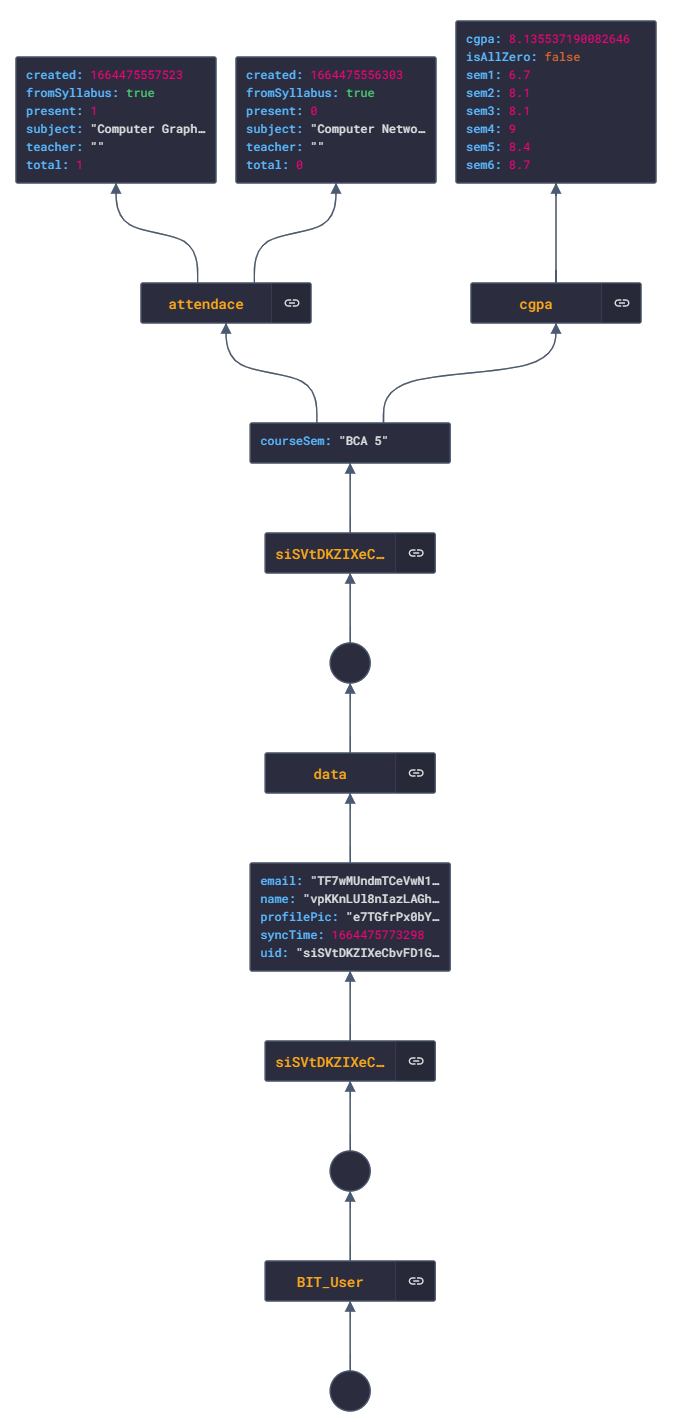 cgpa: 8.135537190082646
isAllZero: false
sem1: 6.7
sem2: 8.1
sem3: 8.1
sem4: 9
sem5: 8.4
sem6: 8.7
created: 1664475557523
fromSyllabus: true
present: 1
subject: "Computer Graph…
teacher: ""
total: 1
created: 1664475556303
fromSyllabus: true
present: 0
subject: "Computer Netwo…
teacher: ""
total: 0
attendace
cgpa
courseSem: "BCA 5"
siSVtDKZIXeC…
data
email: "TF7wMUndmTCeVwN1…
name: "vpKKnLUl8nIazLAGh…
profilePic: "e7TGfrPx0bY…
syncTime: 1664475773298
uid: "siSVtDKZIXeCbvFD1G…
siSVtDKZIXeC…
BIT_User